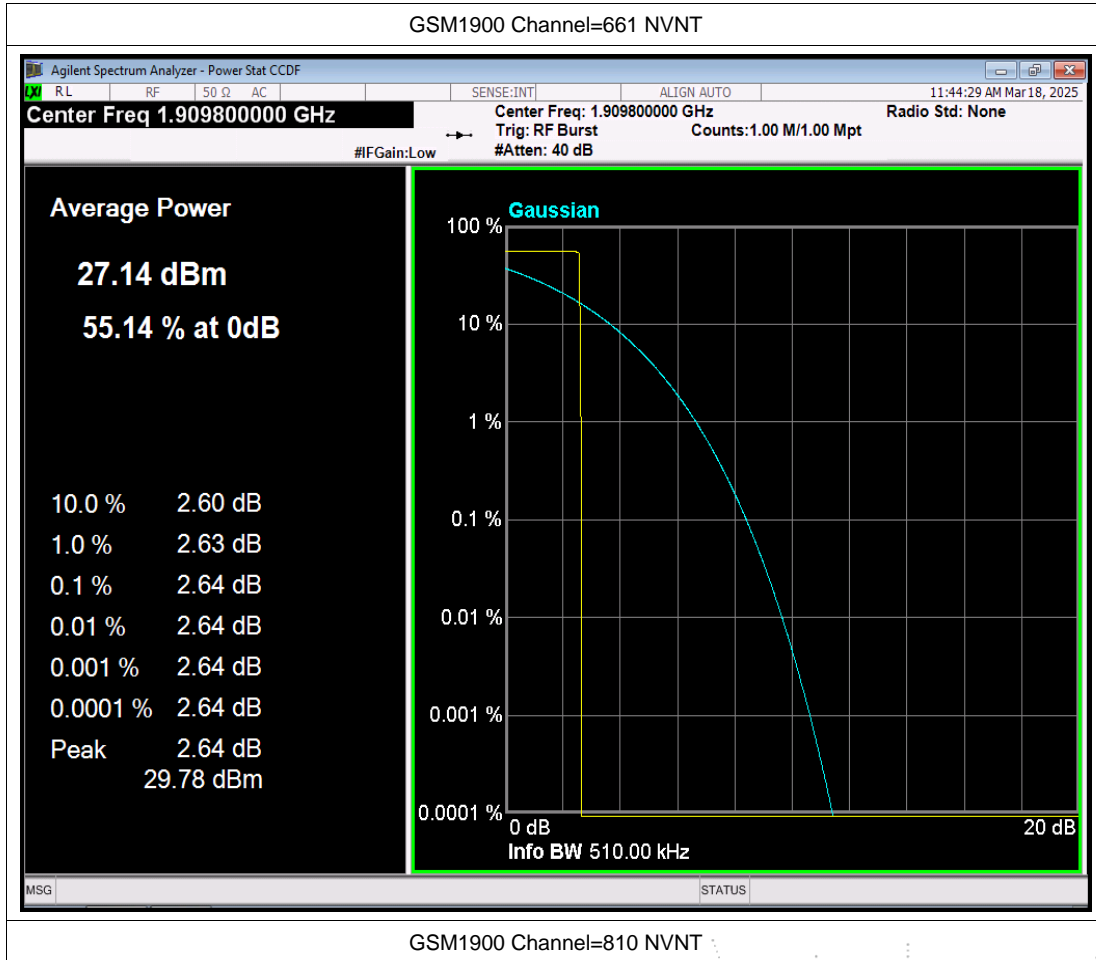 GSM1900 Channel=661 NVNT
Agilent Spectrum Analyzer - Power Stat CCDF
LXI RL RF 50 Ω AC SENSE:INT ALIGN AUTO 11:44:29 AM Mar 18, 2025
Center Freq 1.909800000 GHz
Center Freq: 1.909800000 GHz Radio Std: None
Trig: RF Burst Counts:1.00 M/1.00 Mpt
#IFGain:Low #Atten: 40 dB
Average Power
27.14 dBm
55.14 % at 0dB
10.0 % 2.60 dB
1.0 % 2.63 dB
0.1 % 2.64 dB
0.01 % 2.64 dB
0.001 % 2.64 dB
0.0001 % 2.64 dB
Peak 2.64 dB
29.78 dBm
Gaussian
100 %
10 %
1 %
0.1 %
0.01 %
0.001 %
0.0001 %
0 dB 20 dB
Info BW 510.00 kHz
MSG STATUS
GSM1900 Channel=810 NVNT